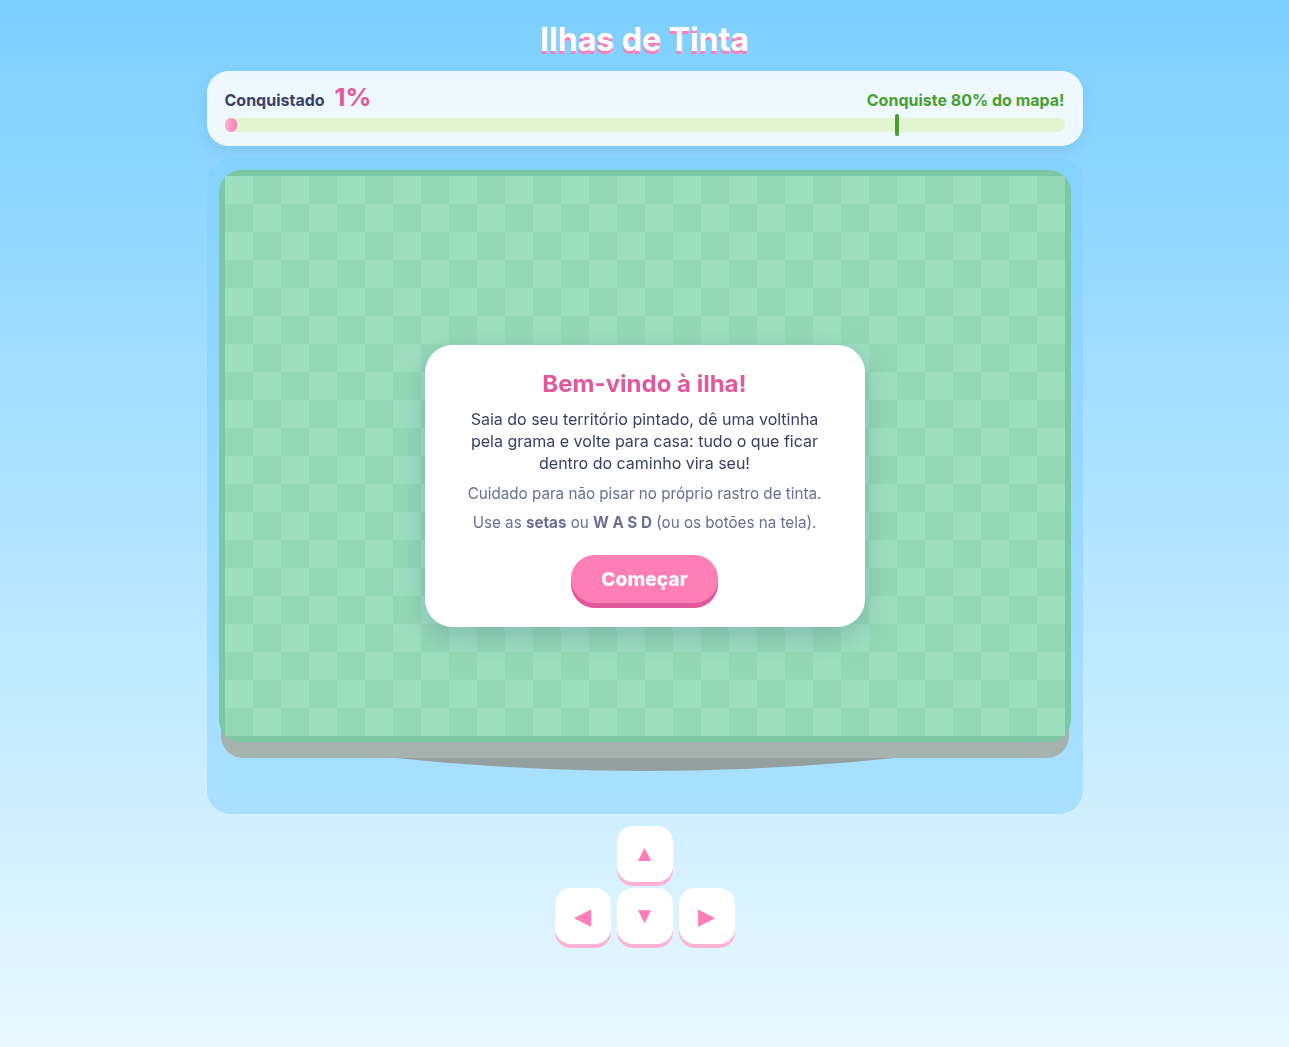 Ilhas de Tinta
Conquistado 1%
Conquiste 80% do mapa!
Bem-vindo à ilha!
Saia do seu território pintado, dê uma voltinha
pela grama e volte para casa: tudo o que ficar
dentro do caminho vira seu!
Cuidado para não pisar no próprio rastro de tinta.
Use as setas ou W A S D (ou os botões na tela).
Começar
▲
◀ ▼ ▶